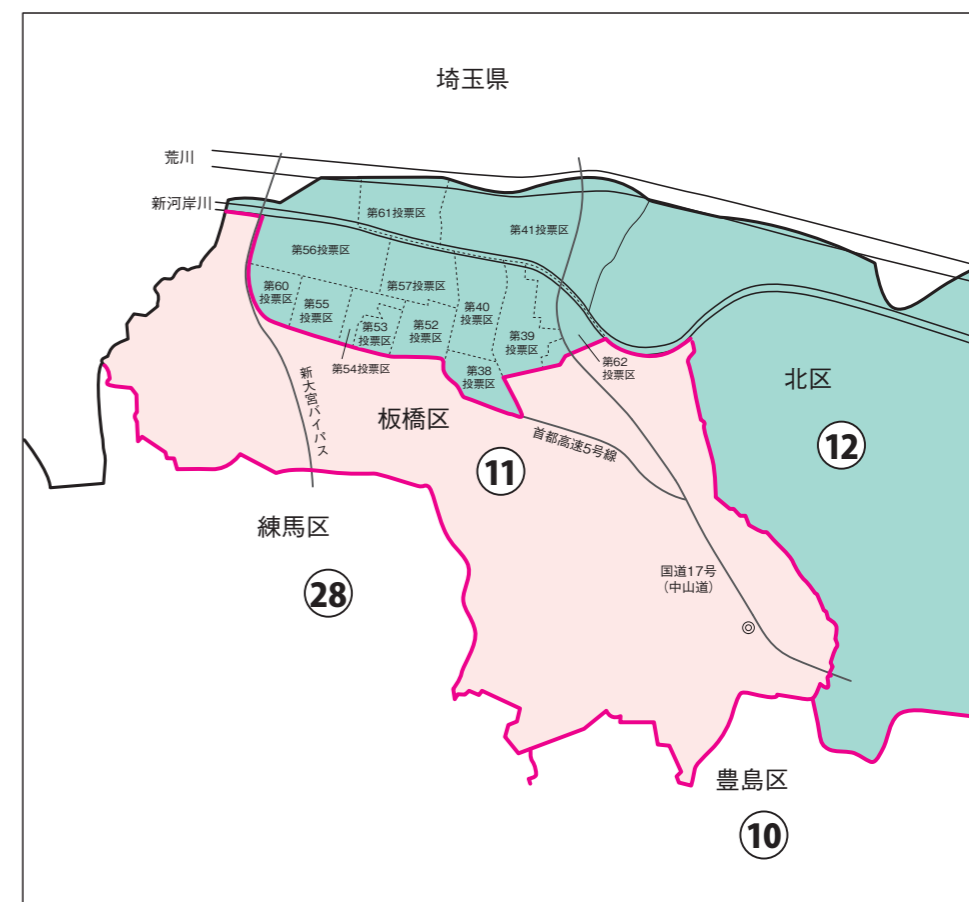 埼玉県
荒川
新河岸川
第61投票区
第41投票区
第56投票区
第57投票区
第60
投票区
第55
投票区
第53
投票区
第52
投票区
第40
投票区
第39
投票区
第54投票区
第38
投票区
第62
投票区
新大宮バイパス
板橋区
首都高速5号線
北区
⑪
⑫
練馬区
㉘
国道17号
（中山道）
豊島区
⑩